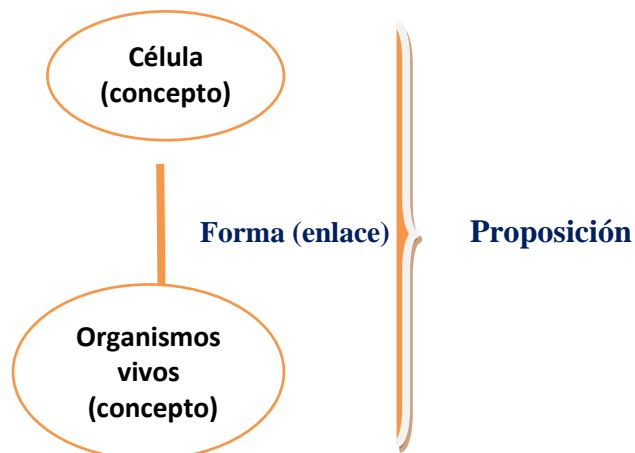 Célula
(concepto)
Forma (enlace)
Proposición
Organismos
vivos
(concepto)